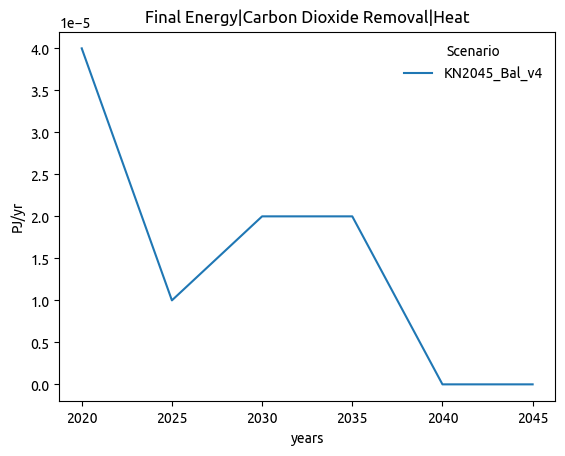 Final Energy|Carbon Dioxide Removal|Heat
1e−5
Scenario
KN2045_Bal_v4
4.0
3.5
3.0
2.5
2.0
1.5
1.0
0.5
0.0
PJ/yr
2020 2025 2030 2035 2040 2045
years